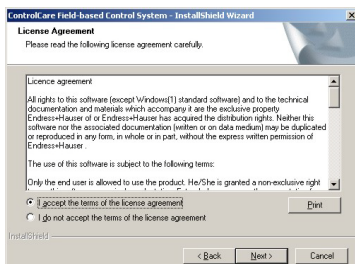 ControlCare Field-based Control System - InstallShield Wizard
License Agreement
Please read the following license agreement carefully.
Licence agreement
All rights to this software (except Windows(1) standard software) and to the technical
documentation and materials which accompany it are the exclusive property
Endress+Hauser of or Endress+Hauser has acquired the distribution rights. Neither this
software nor the associated documentation (written or on data medium) may be duplicated
or reproduced in any form, in whole or in part, without the express written permission of
Endress+Hauser .
The use of this software is subject to the following terms:
Only the end user is allowed to use the product. He/She is granted a non-exclusive right
I accept the terms of the license agreement
Print
I do not accept the terms of the license agreement
InstallShield
< Back
Next >
Cancel